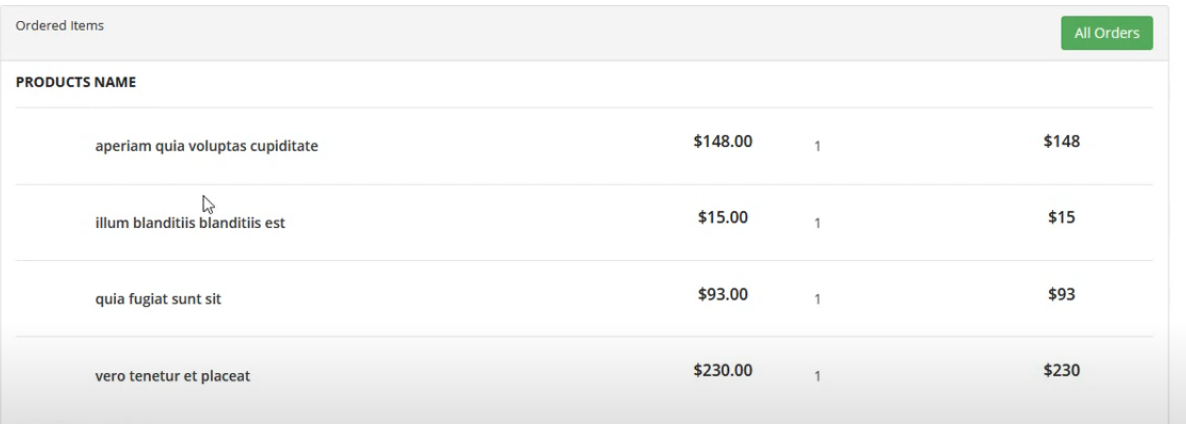 Ordered Items
All Orders
PRODUCTS NAME
aperiam quia voluptas cupiditate $148.00 1 $148
illum blanditiis blanditiis est $15.00 1 $15
quia fugiat sunt sit $93.00 1 $93
vero tenetur et placeat $230.00 1 $230